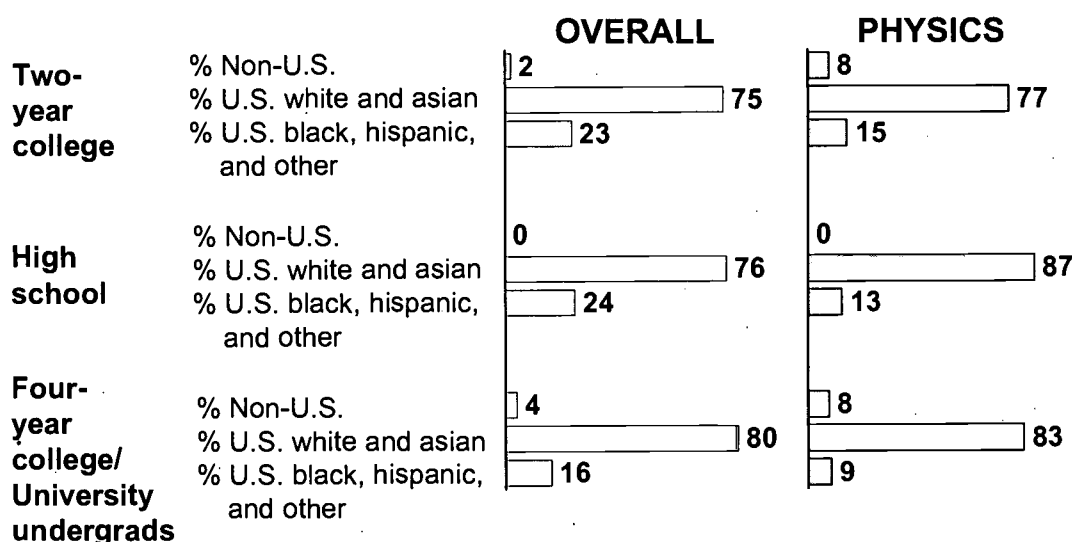 OVERALL PHYSICS
Two-
year
college
% Non-U.S. 2 8
% U.S. white and asian 75 77
% U.S. black, hispanic, 23 15
and other
High
school
% Non-U.S. 0 0
% U.S. white and asian 76 87
% U.S. black, hispanic, 24 13
and other
Four-
year
college/
University
undergrads
% Non-U.S. 4 8
% U.S. white and asian 80 83
% U.S. black, hispanic, 16 9
and other